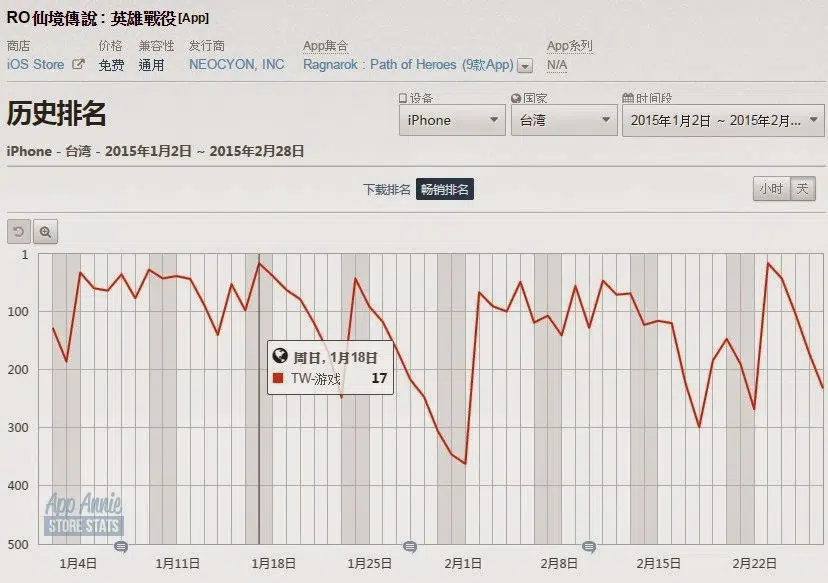 RO仙境傳說 : 英雄戰役[App]
商店 价格 兼容性 发行商 App集合 App系列
iOS Store 免费 通用 NEOCYON, INC Ragnarok : Path of Heroes (9款App) N/A
历史排名
设备 国家 时间段
iPhone 台湾 2015年1月2日 ~ 2015年2月...
iPhone - 台湾 - 2015年1月2日 ~ 2015年2月28日
下载排名 畅销排名 小时 天
1
100
周日, 1月18日
200
TW-游戏 17
300
400
App Annie
STORE STATS
500
1月4日 1月11日 1月18日 1月25日 2月1日 2月8日 2月15日 2月22日